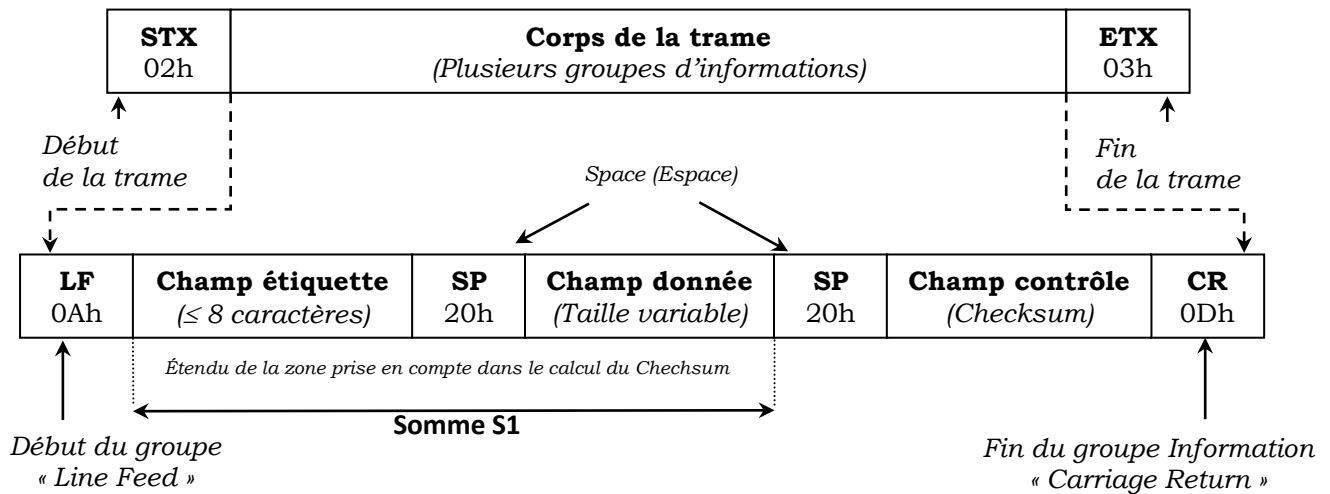 STX
02h
Corps de la trame
(Plusieurs groupes d’informations)
ETX
03h
Début
de la trame
Space (Espace)
Fin
de la trame
LF
0Ah
Champ étiquette
(≤ 8 caractères)
SP
20h
Champ donnée
(Taille variable)
SP
20h
Champ contrôle
(Checksum)
CR
0Dh
Étendu de la zone prise en compte dans le calcul du Chechsum
Somme S1
Début du groupe
« Line Feed »
Fin du groupe Information
« Carriage Return »